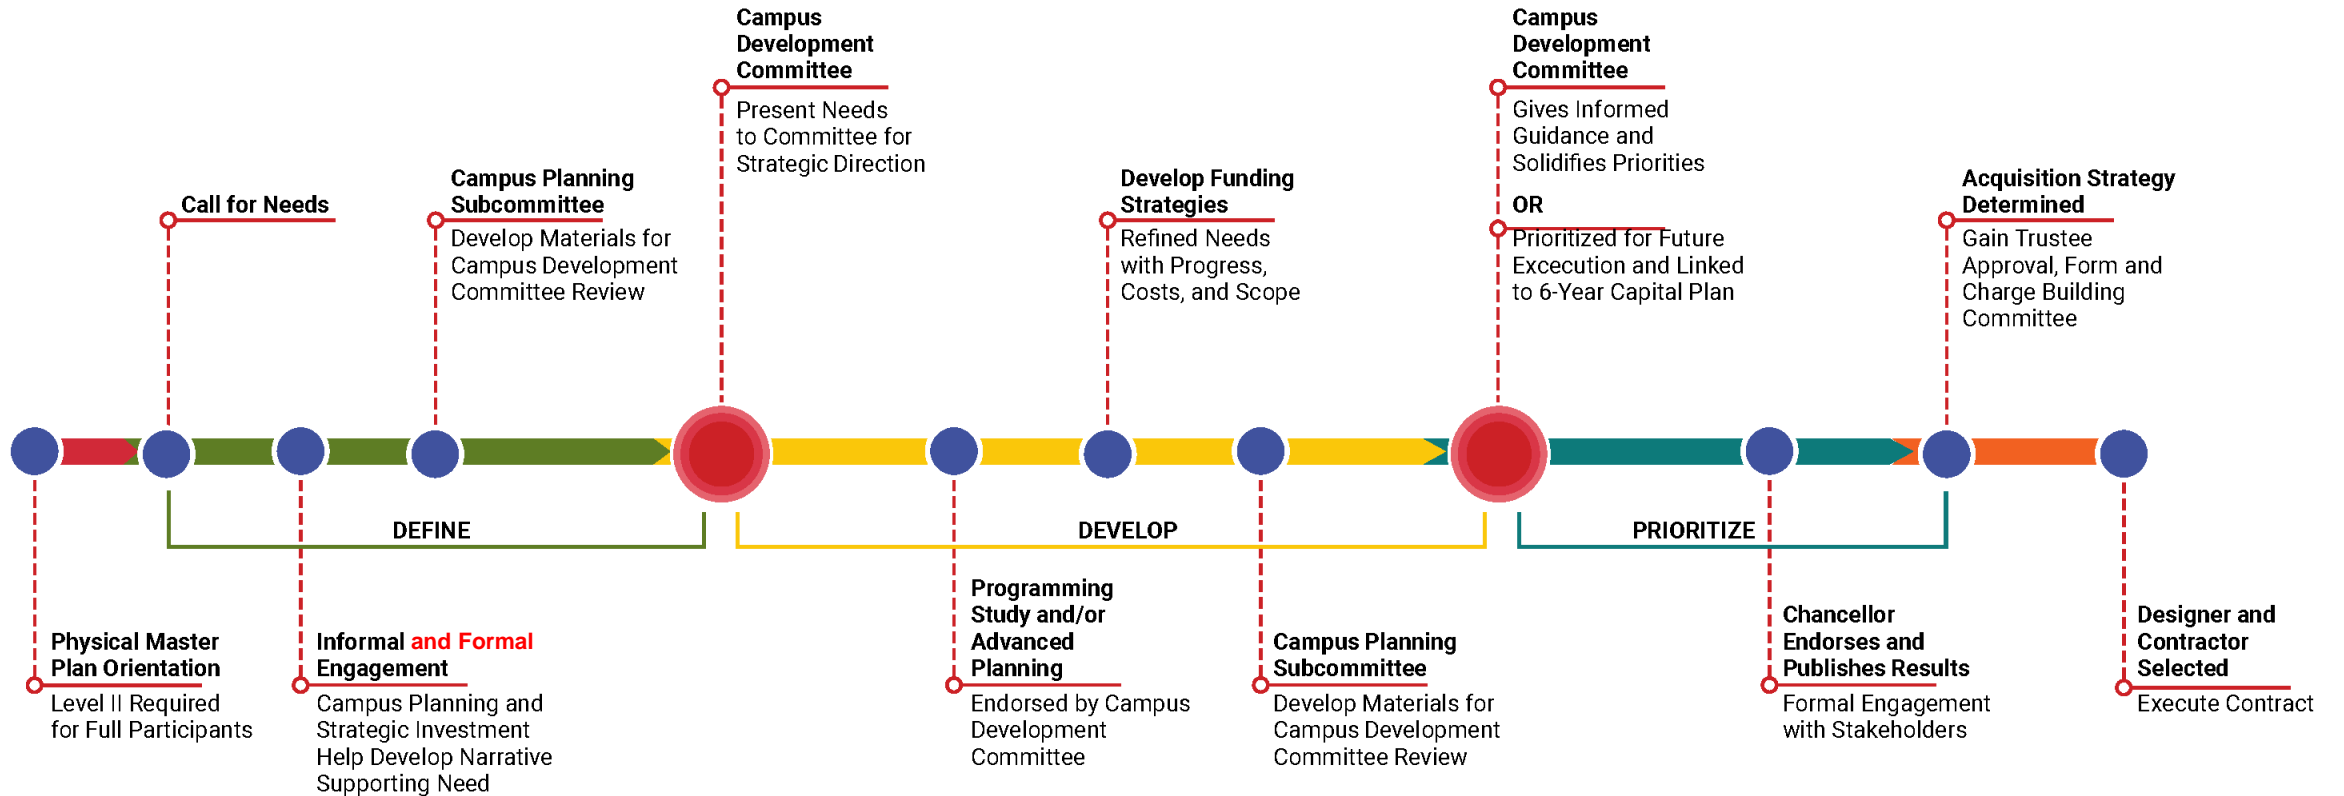 Campus
Development
Committee
Present Needs
to Committee for
Strategic Direction
Campus
Development
Committee
Gives Informed
Guidance and
Solidifies Priorities
OR
Prioritized for Future
Excecution and Linked
to 6-Year Capital Plan
Call for Needs
Campus Planning
Subcommittee
Develop Materials for
Campus Development
Committee Review
Develop Funding
Strategies
Refined Needs
with Progress,
Costs, and Scope
Acquisition Strategy
Determined
Gain Trustee
Approval, Form and
Charge Building
Committee
DEFINE
DEVELOP
PRIORITIZE
Physical Master
Plan Orientation
Level II Required
for Full Participants
Informal and Formal
Engagement
Campus Planning and
Strategic Investment
Help Develop Narrative
Supporting Need
Programming
Study and/or
Advanced
Planning
Endorsed by Campus
Development
Committee
Campus Planning
Subcommittee
Develop Materials for
Campus Development
Committee Review
Chancellor
Endorses and
Publishes Results
Formal Engagement
with Stakeholders
Designer and
Contractor
Selected
Execute Contract